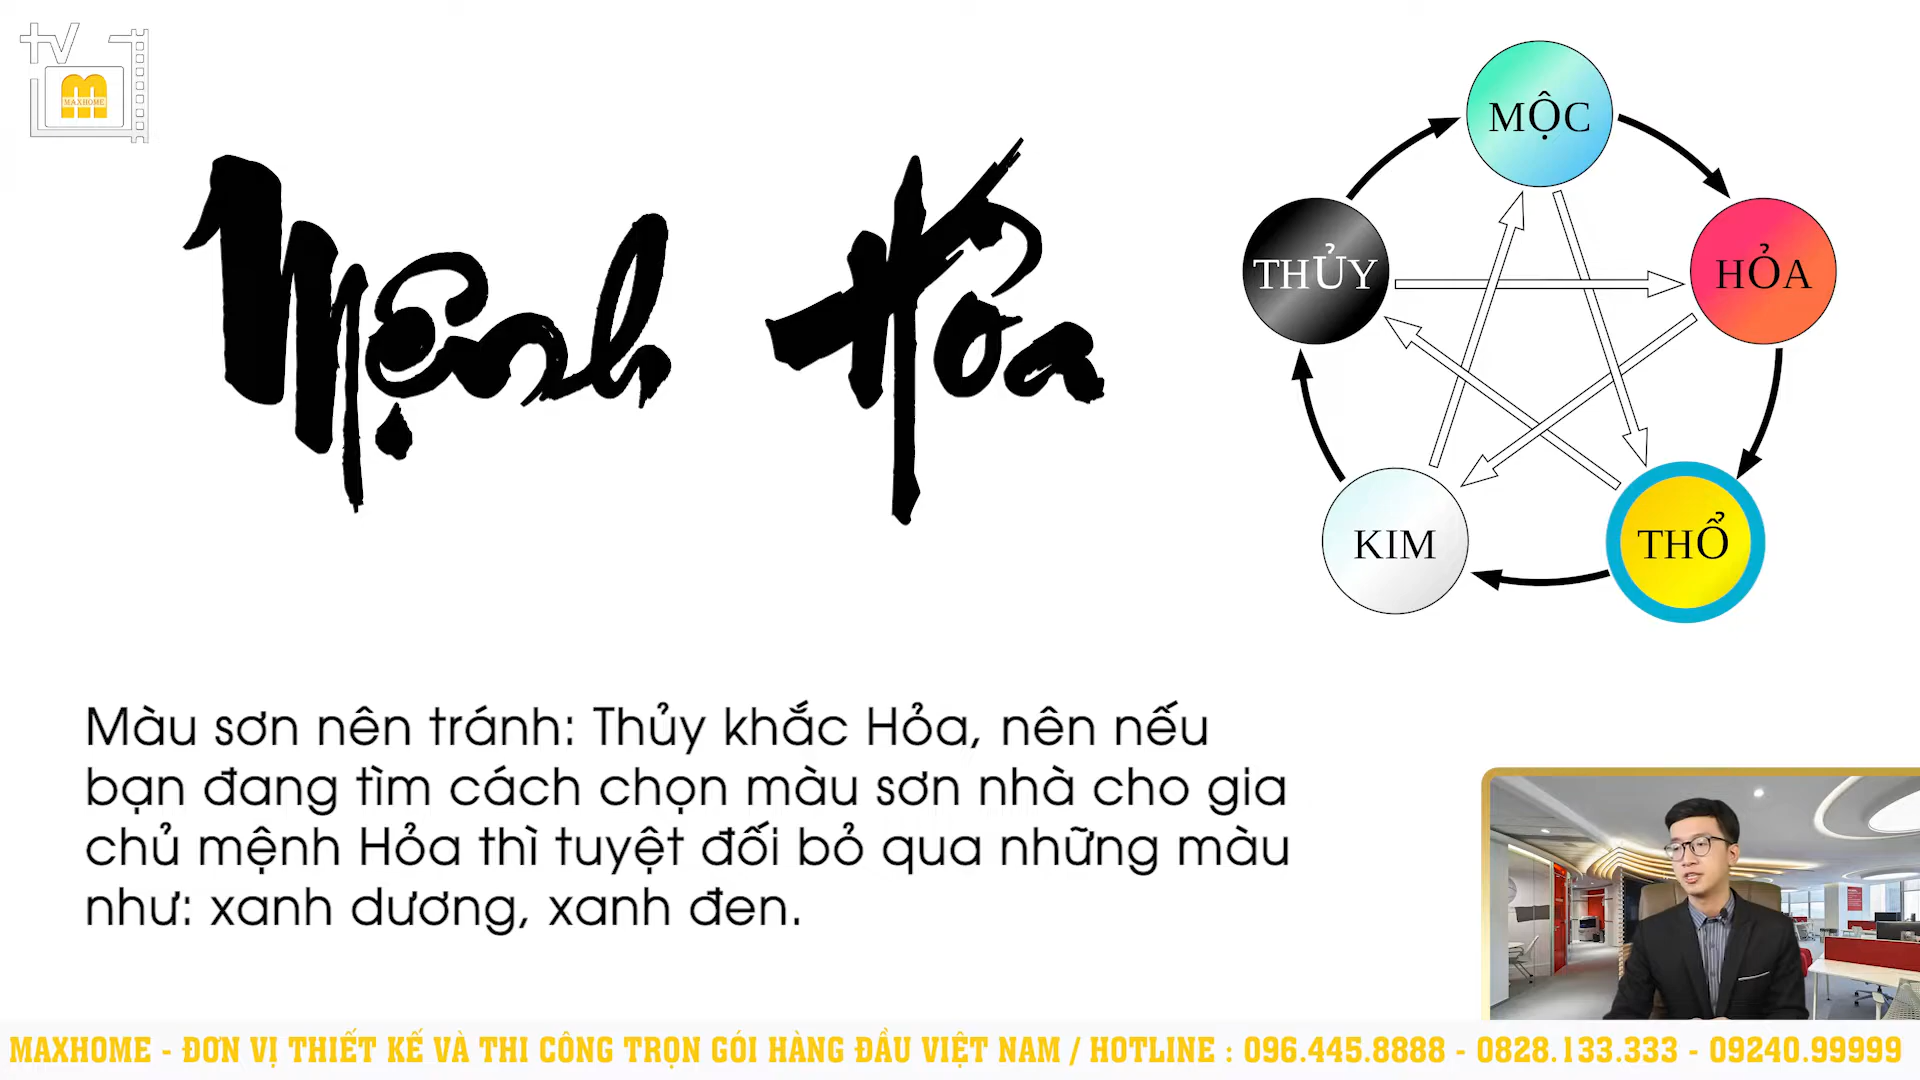 tv
m
MAXHOME
Mệnh Hỏa
MỘC
HỎA
THỦY
KIM
THỔ
Màu sơn nên tránh: Thủy khắc Hỏa, nên nếu
bạn đang tìm cách chọn màu sơn nhà cho gia
chủ mệnh Hỏa thì tuyệt đối bỏ qua những màu
như: xanh dương, xanh đen.
MAXHOME - ĐƠN VỊ THIẾT KẾ VÀ THI CÔNG TRỌN GÓI HÀNG ĐẦU VIỆT NAM / HOTLINE : 096.445.8888 - 0828.133.333 - 09240.99999